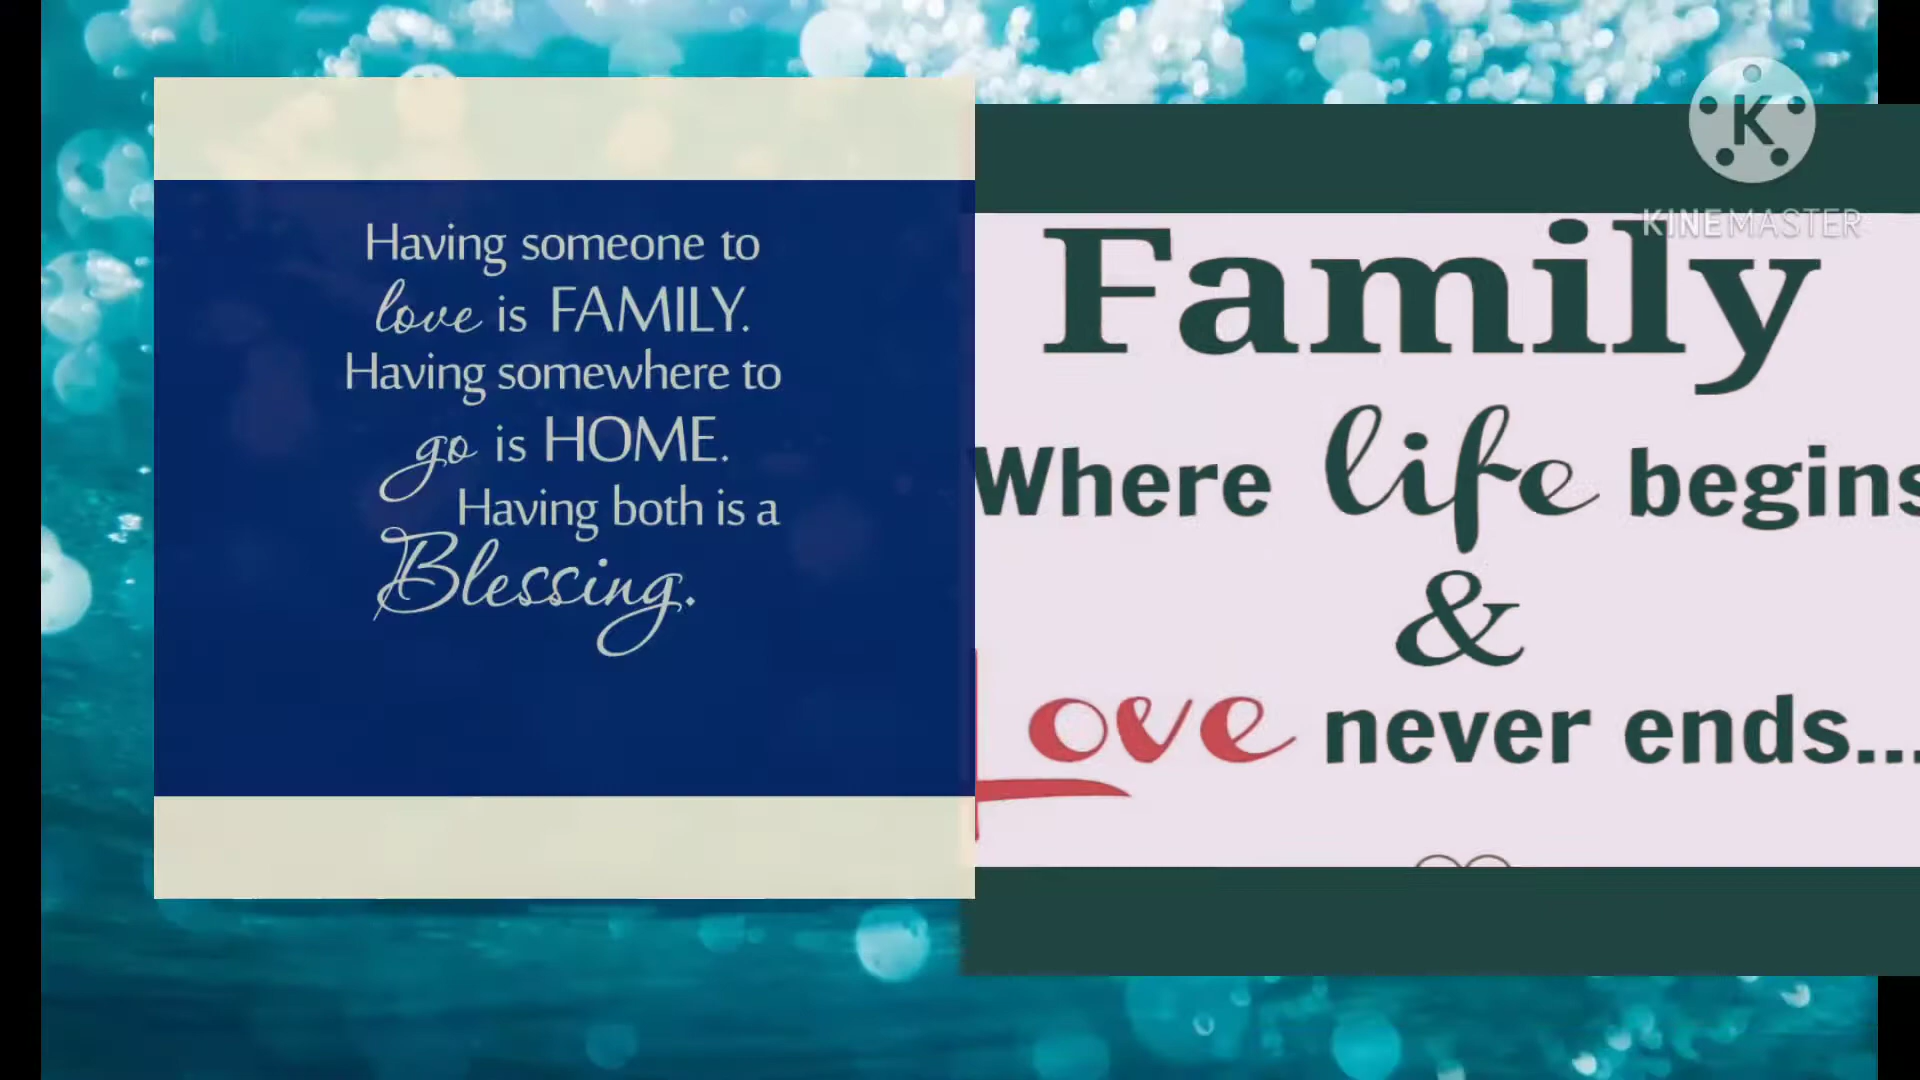 Having someone to
love is FAMILY.
Having somewhere to
go is HOME.
Having both is a
Blessing.
Family
Where life begins
&
Love never ends...
K
KINEMASTER